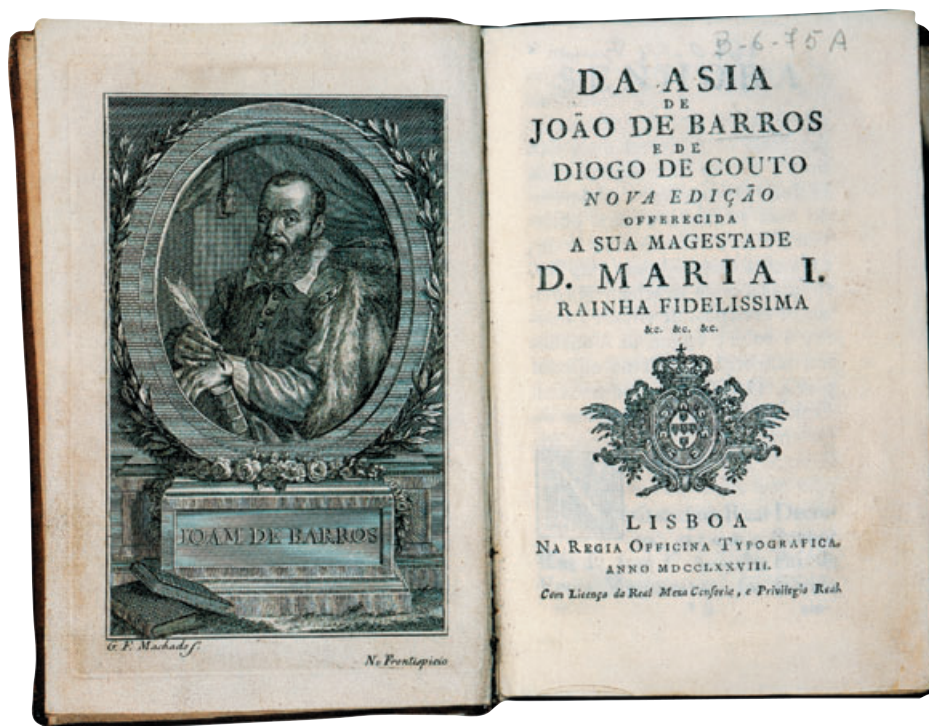 JOAM DE BARROS
G. F. Machado f.
No Frontispicio
B-6-75A
DA ASIA
DE
JOÃO DE BARROS
E DE
DIOGO DE COUTO
NOVA EDIÇÃO
OFFERECIDA
A SUA MAGESTADE
D. MARIA I.
RAINHA FIDELISSIMA
&c. &c. &c.
LISBOA
NA REGIA OFFICINA TYPOGRAFICA.
ANNO MDCCLXXVIII.
Com Licença da Real Meza Censoria, e Privilegio Real.